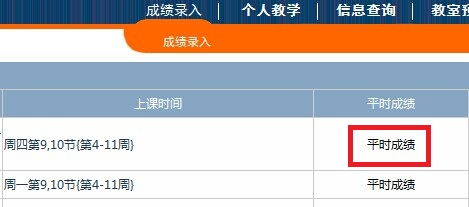 成绩录入 个人教学 信息查询
成绩录入
上课时间 平时成绩
周四第9,10节{第4-11周} 平时成绩
周一第9,10节{第4-11周} 平时成绩